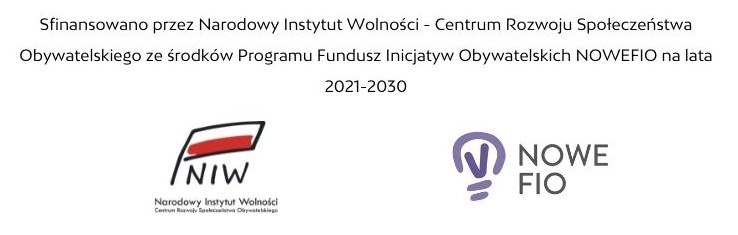 Sfinansowano przez Narodowy Instytut Wolności - Centrum Rozwoju Społeczeństwa
Obywatelskiego ze środków Programu Fundusz Inicjatyw Obywatelskich NOWEFIO na lata
2021-2030
NIW
Narodowy Instytut Wolności
Centrum Rozwoju Społeczeństwa Obywatelskiego
NOWE
FIO